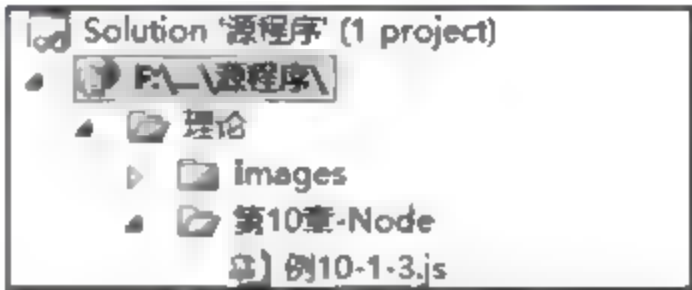 Solution '源程序' (1 project)
F:\...\源程序\
理论
images
第10章-Node
例10-1-3.js